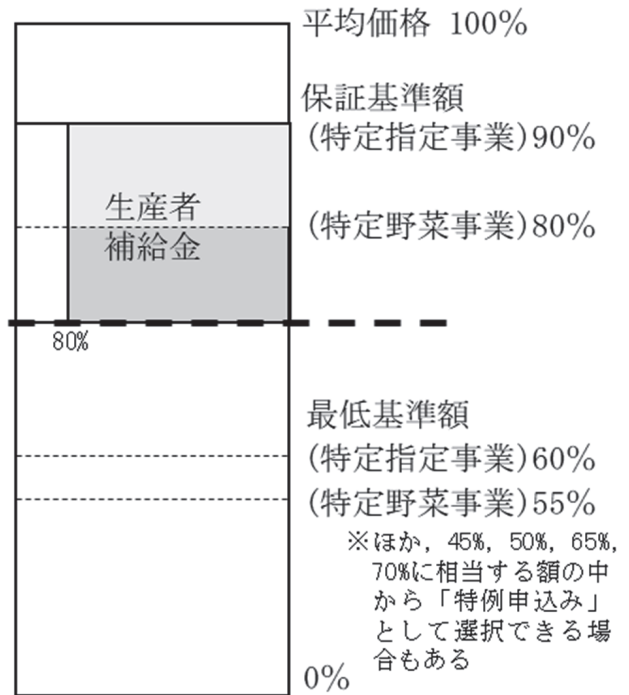 平均価格 100%
保証基準額
(特定指定事業)90%
生産者
補給金
(特定野菜事業)80%
80%
最低基準額
(特定指定事業)60%
(特定野菜事業)55%
※ほか，45%，50%，65%，
70%に相当する額の中
から「特例申込み」
として選択できる場
合もある
0%